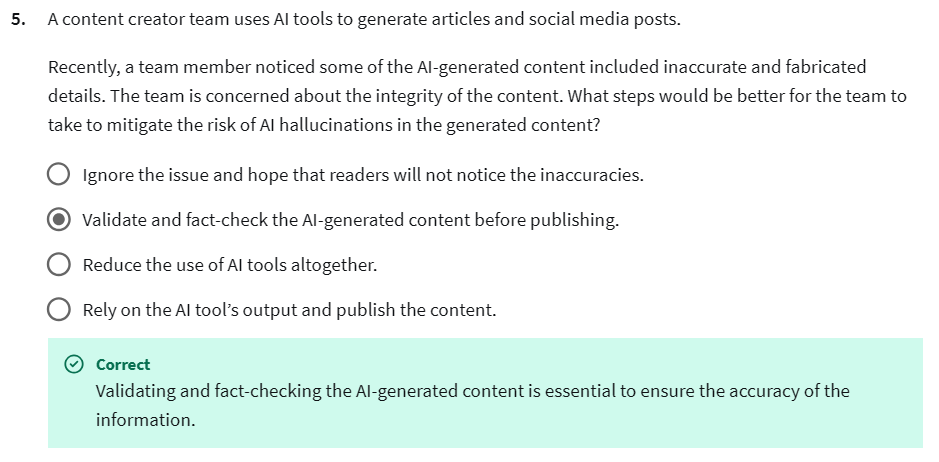 5. A content creator team uses AI tools to generate articles and social media posts.
Recently, a team member noticed some of the AI-generated content included inaccurate and fabricated
details. The team is concerned about the integrity of the content. What steps would be better for the team to
take to mitigate the risk of AI hallucinations in the generated content?
Ignore the issue and hope that readers will not notice the inaccuracies.
Validate and fact-check the AI-generated content before publishing.
Reduce the use of AI tools altogether.
Rely on the AI tool’s output and publish the content.
Correct
Validating and fact-checking the AI-generated content is essential to ensure the accuracy of the
information.